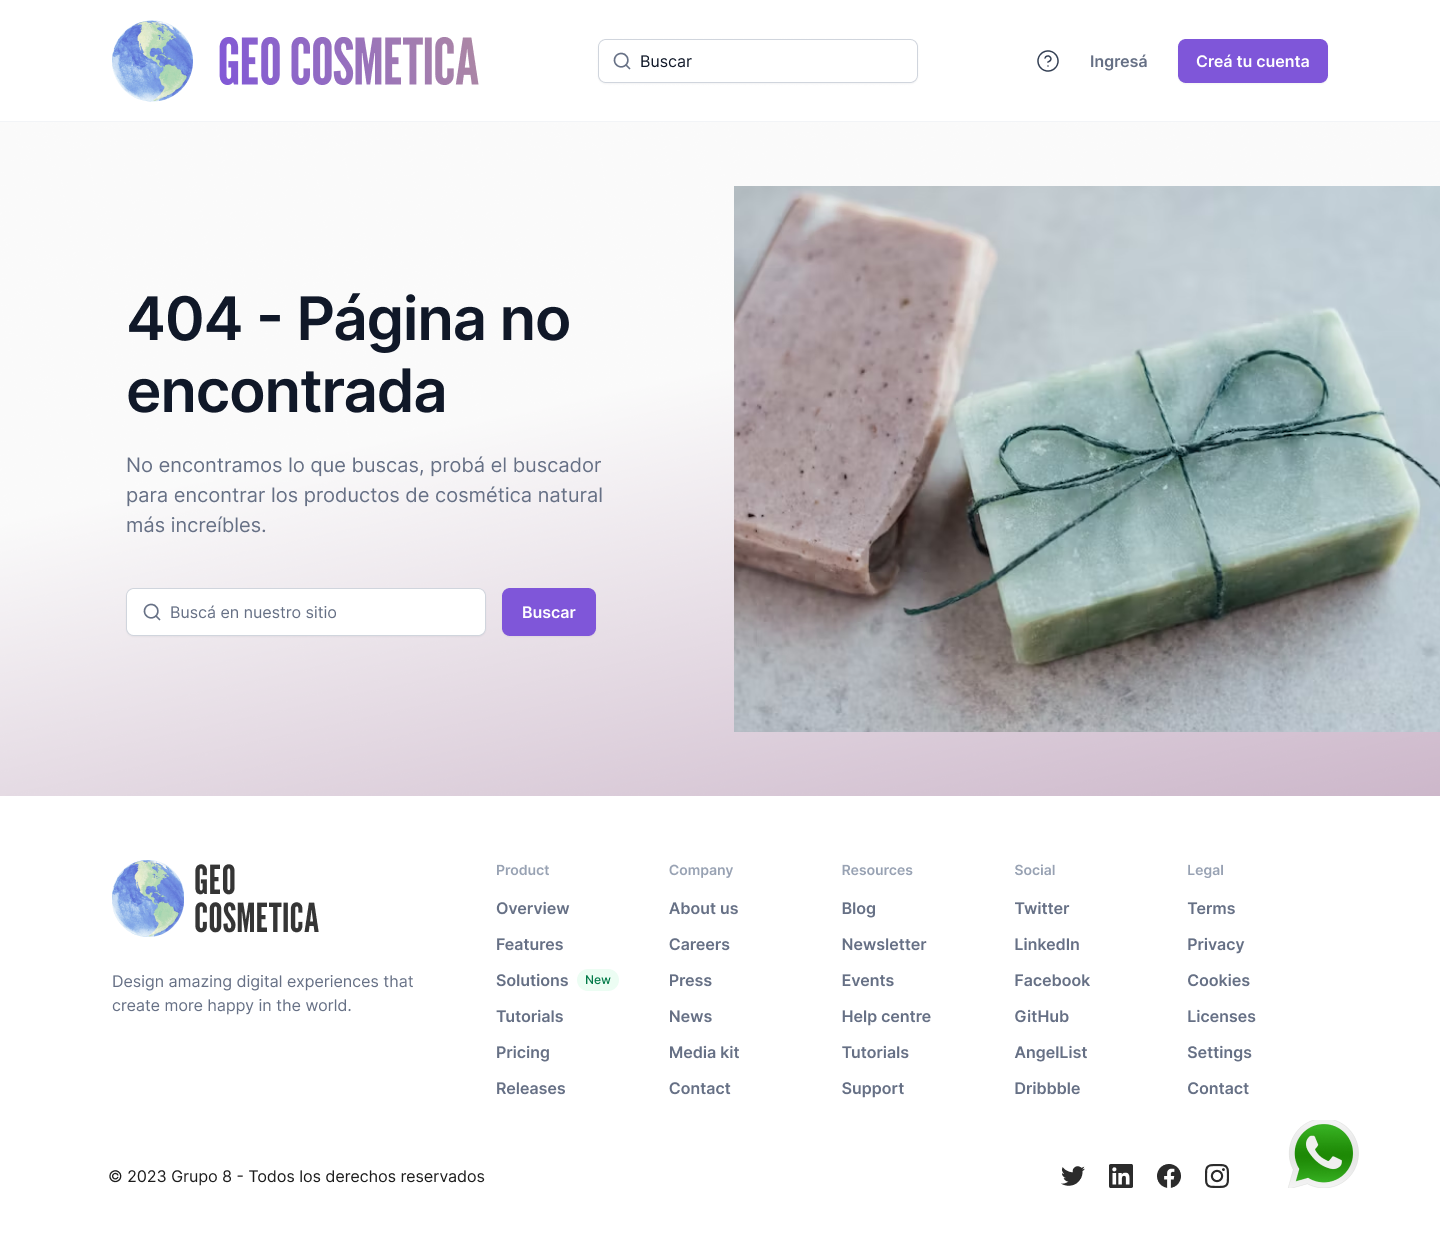 GEO COSMETICA
Buscar
Ingresá
Creá tu cuenta
404 - Página no
encontrada
No encontramos lo que buscas, probá el buscador
para encontrar los productos de cosmética natural
más increíbles.
Buscá en nuestro sitio
Buscar
GEO
COSMETICA
Design amazing digital experiences that
create more happy in the world.
Product
Overview
Features
Solutions New
Tutorials
Pricing
Releases
Company
About us
Careers
Press
News
Media kit
Contact
Resources
Blog
Newsletter
Events
Help centre
Tutorials
Support
Social
Twitter
LinkedIn
Facebook
GitHub
AngelList
Dribbble
Legal
Terms
Privacy
Cookies
Licenses
Settings
Contact
© 2023 Grupo 8 - Todos los derechos reservados